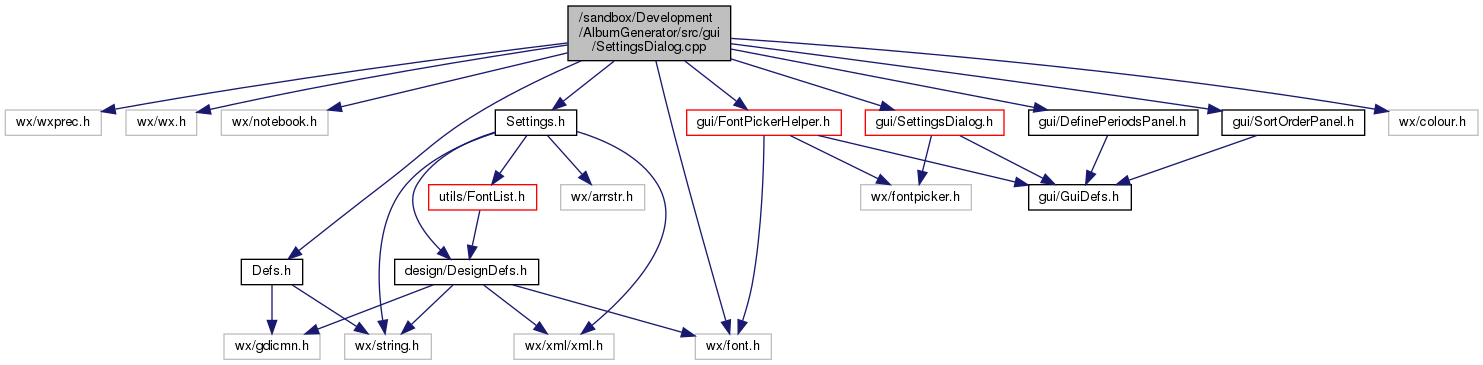 /sandbox/Development
/AlbumGenerator/src/gui
/SettingsDialog.cpp
wx/wxprec.h
wx/wx.h
wx/notebook.h
Settings.h
gui/FontPickerHelper.h
gui/SettingsDialog.h
gui/DefinePeriodsPanel.h
gui/SortOrderPanel.h
wx/colour.h
utils/FontList.h
wx/arrstr.h
wx/fontpicker.h
gui/GuiDefs.h
Defs.h
design/DesignDefs.h
wx/gdicmn.h
wx/string.h
wx/xml/xml.h
wx/font.h